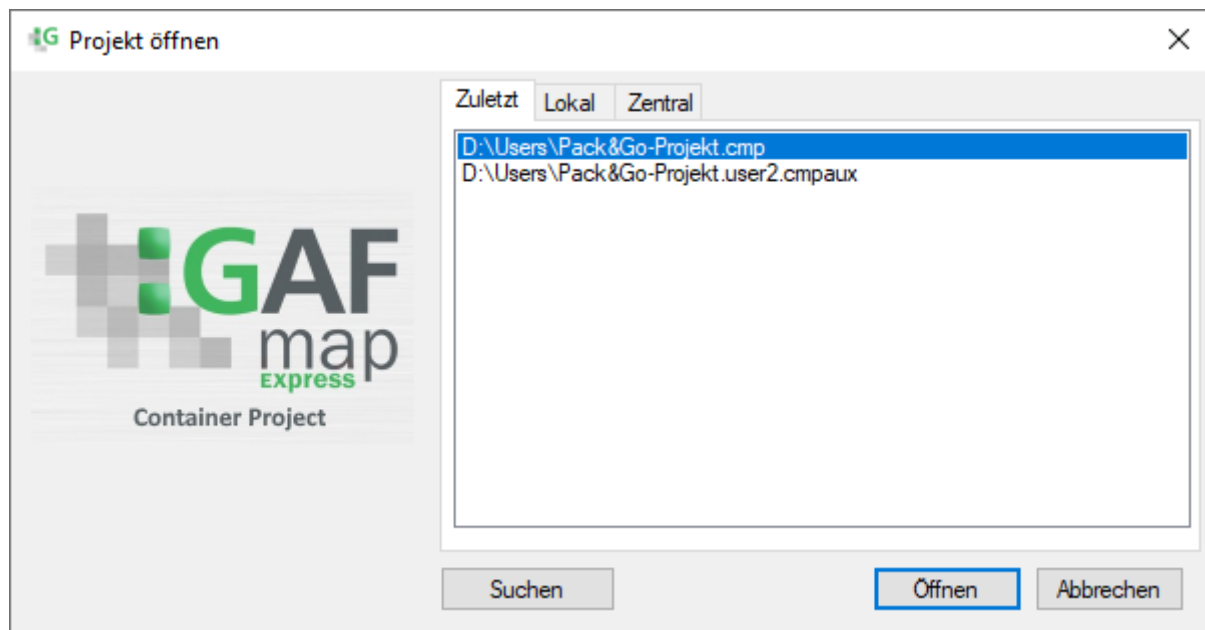 G Projekt öffnen
Zuletzt Lokal Zentral
D:\Users\Pack&Go-Projekt.cmp
D:\Users\Pack&Go-Projekt.user2.cmpaux
GAF
map
Express
Container Project
Suchen Öffnen Abbrechen